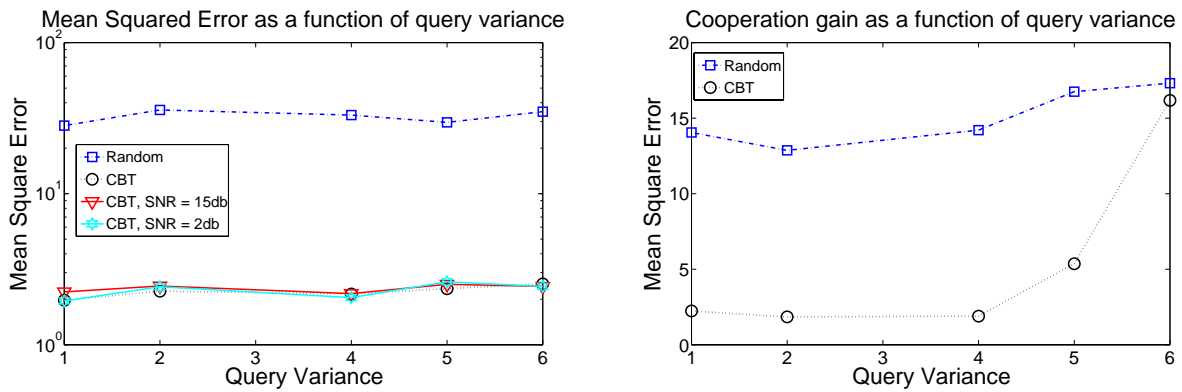 Mean Squared Error as a function of query variance
10^2
10^1
10^0
Mean Square Error
Random
CBT
CBT, SNR = 15db
CBT, SNR = 2db
1 2 3 4 5 6
Query Variance
Cooperation gain as a function of query variance
20
15
10
5
0
Mean Square Error
Random
CBT
1 2 3 4 5 6
Query Variance